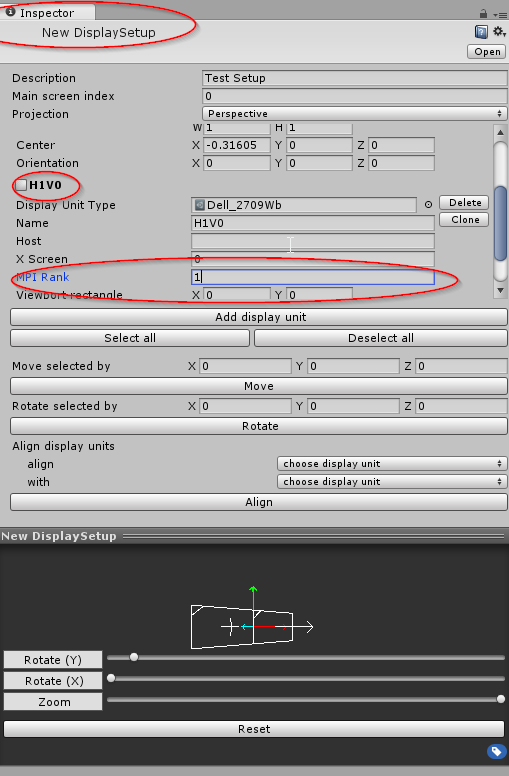 Inspector
New DisplaySetup
Open
Description Test Setup
Main screen index 0
Projection Perspective
W 1 H 1
Center X -0.31605 Y 0 Z 0
Orientation X 0 Y 0 Z 0
H1V0
Display Unit Type Dell_2709Wb Delete
Name H1V0 Clone
Host
X Screen 0
MPI Rank 1
Viewport rectangle X 0 Y 0
Add display unit
Select all Deselect all
Move selected by X 0 Y 0 Z 0
Move
Rotate selected by X 0 Y 0 Z 0
Rotate
Align display units
align choose display unit
with choose display unit
Align
New DisplaySetup
Rotate (Y)
Rotate (X)
Zoom
Reset